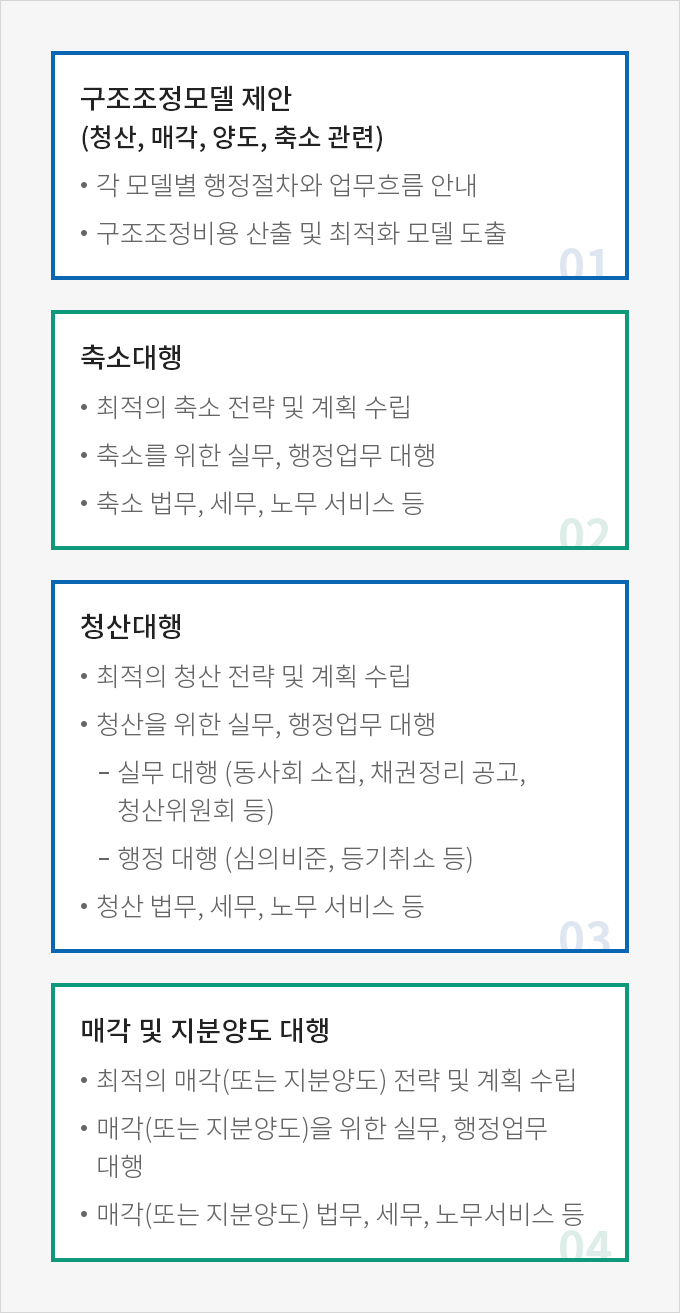 구조조정모델 제안
(청산, 매각, 양도, 축소 관련)
• 각 모델별 행정절차와 업무흐름 안내
• 구조조정비용 산출 및 최적화 모델 도출
01
축소대행
• 최적의 축소 전략 및 계획 수립
• 축소를 위한 실무, 행정업무 대행
• 축소 법무, 세무, 노무 서비스 등
02
청산대행
• 최적의 청산 전략 및 계획 수립
• 청산을 위한 실무, 행정업무 대행
– 실무 대행 (동사회 소집, 채권정리 공고,
청산위원회 등)
– 행정 대행 (심의비준, 등기취소 등)
• 청산 법무, 세무, 노무 서비스 등
03
매각 및 지분양도 대행
• 최적의 매각(또는 지분양도) 전략 및 계획 수립
• 매각(또는 지분양도)을 위한 실무, 행정업무
대행
• 매각(또는 지분양도) 법무, 세무, 노무서비스 등
04